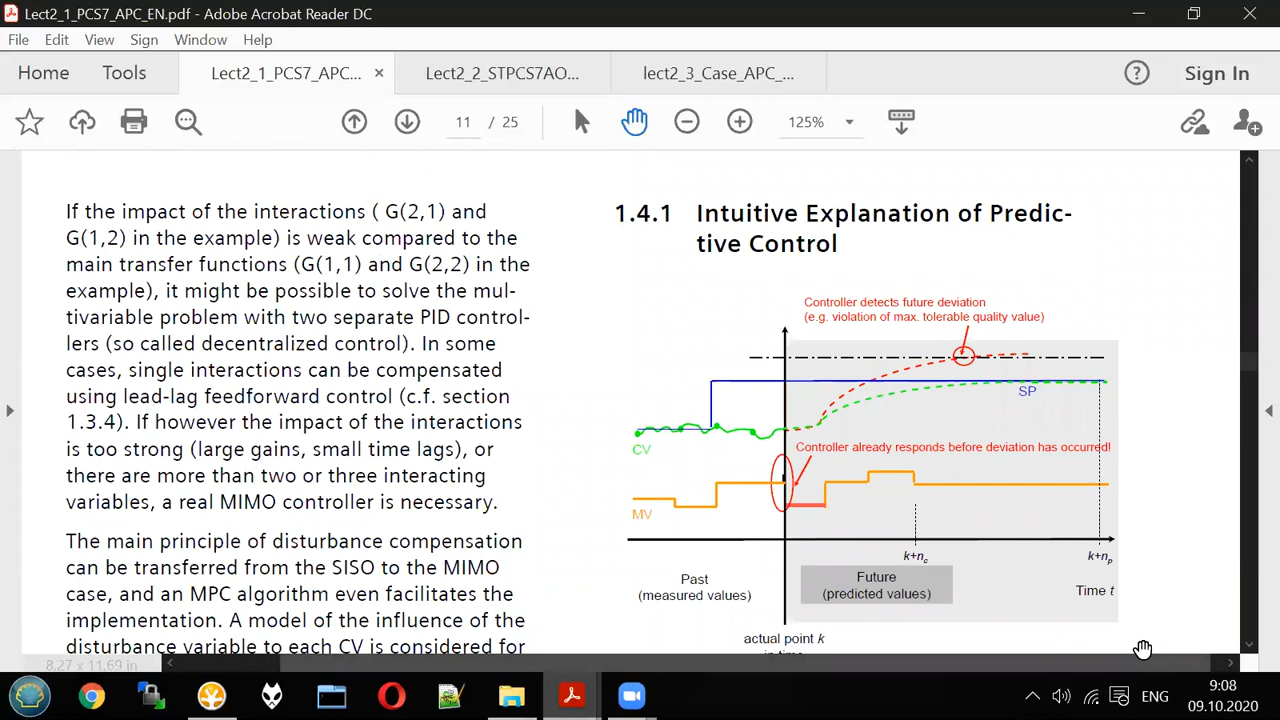 Lect2_1_PCS7_APC_EN.pdf - Adobe Acrobat Reader DC
File Edit View Sign Window Help
Home Tools Lect2_1_PCS7_APC... × Lect2_2_STPCS7AO... lect2_3_Case_APC_... Sign In
11 / 25 125%
If the impact of the interactions ( G(2,1) and
G(1,2) in the example) is weak compared to the
main transfer functions (G(1,1) and G(2,2) in the
example), it might be possible to solve the mul-
tivariable problem with two separate PID control-
lers (so called decentralized control). In some
cases, single interactions can be compensated
using lead-lag feedforward control (c.f. section
1.3.4). If however the impact of the interactions
is too strong (large gains, small time lags), or
there are more than two or three interacting
variables, a real MIMO controller is necessary.
The main principle of disturbance compensation
can be transferred from the SISO to the MIMO
case, and an MPC algorithm even facilitates the
implementation. A model of the influence of the
disturbance variable to each CV is considered for
1.4.1 Intuitive Explanation of Predic-
tive Control
Controller detects future deviation
(e.g. violation of max. tolerable quality value)
SP
CV
Controller already responds before deviation has occurred!
MV
k+nc
k+np
Past
(measured values)
Future
(predicted values)
Time t
actual point k
in time
8.27 x 11.69 in
ENG
9:08
09.10.2020